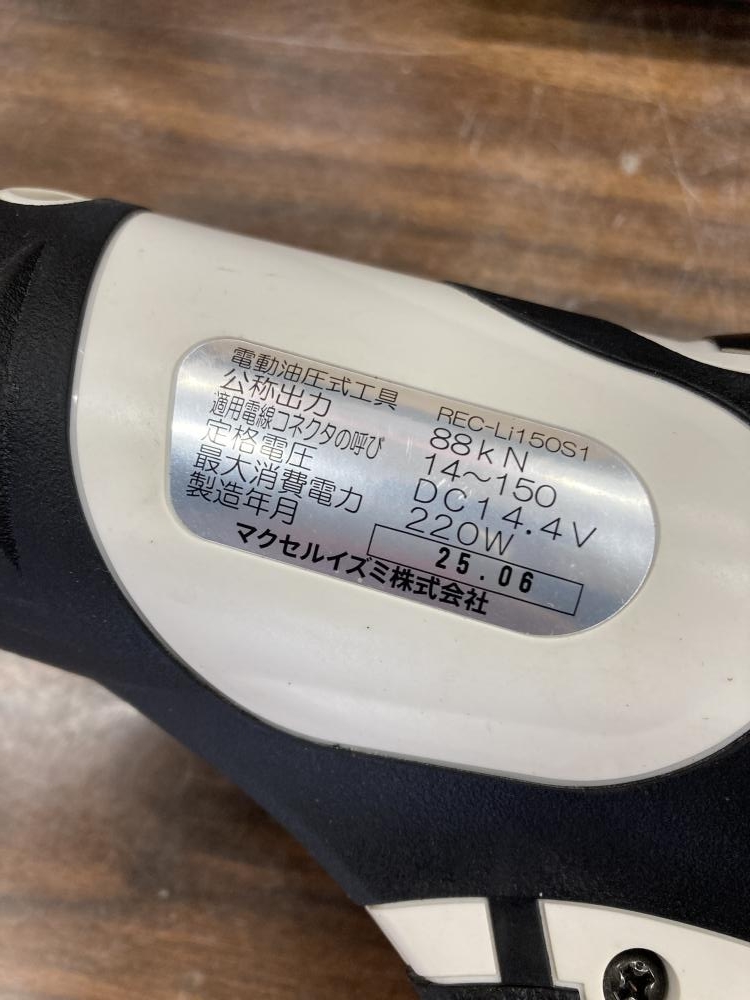 電動油圧式工具 REC-Li150S1
公称出力 88kN
適用電線コネクタの呼び 14～150
定格電圧 DC14.4V
最大消費電力 220W
製造年月 25.06
マクセルイズミ株式会社